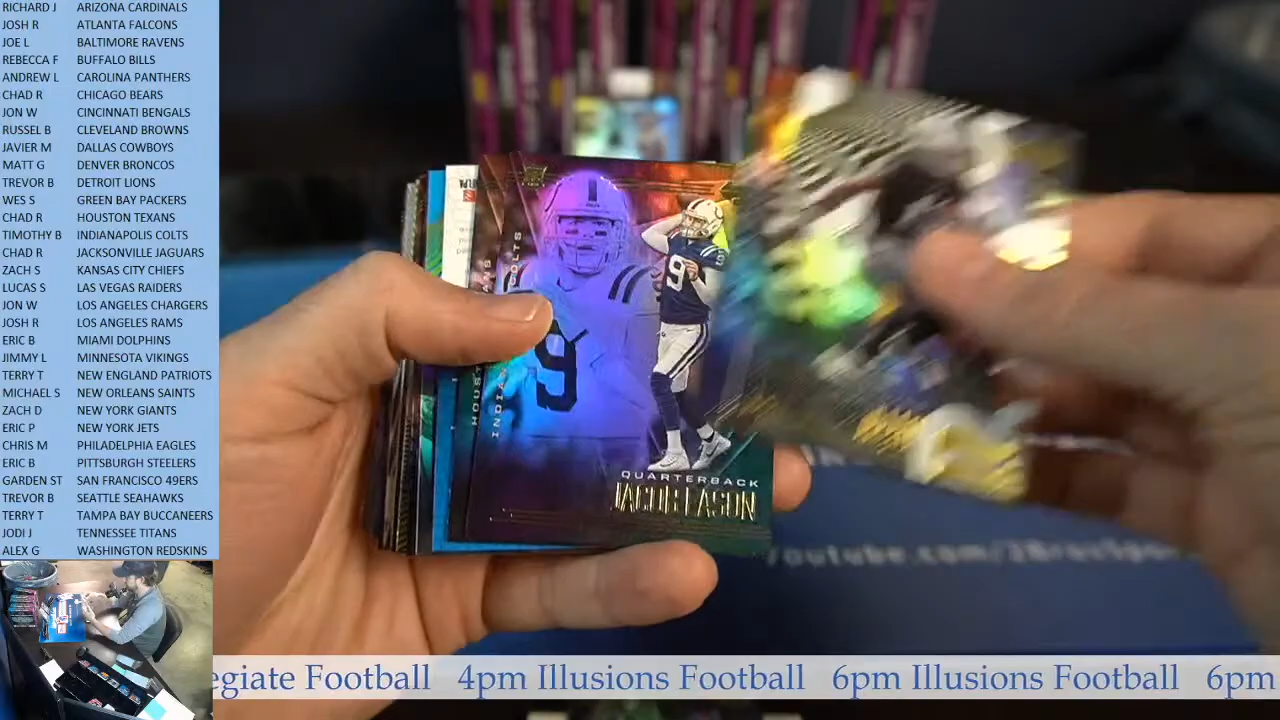 RICHARD J ARIZONA CARDINALS
JOSH R ATLANTA FALCONS
JOE L BALTIMORE RAVENS
REBECCA F BUFFALO BILLS
ANDREW L CAROLINA PANTHERS
CHAD R CHICAGO BEARS
JON W CINCINNATI BENGALS
RUSSEL B CLEVELAND BROWNS
JAVIER M DALLAS COWBOYS
MATT G DENVER BRONCOS
TREVOR B DETROIT LIONS
WES S GREEN BAY PACKERS
CHAD R HOUSTON TEXANS
TIMOTHY B INDIANAPOLIS COLTS
CHAD R JACKSONVILLE JAGUARS
ZACH S KANSAS CITY CHIEFS
LUCAS S LAS VEGAS RAIDERS
JON W LOS ANGELES CHARGERS
JOSH R LOS ANGELES RAMS
ERIC B MIAMI DOLPHINS
JIMMY L MINNESOTA VIKINGS
TERRY T NEW ENGLAND PATRIOTS
MICHAEL S NEW ORLEANS SAINTS
ZACH D NEW YORK GIANTS
ERIC P NEW YORK JETS
CHRIS M PHILADELPHIA EAGLES
ERIC B PITTSBURGH STEELERS
GARDEN ST SAN FRANCISCO 49ERS
TREVOR B SEATTLE SEAHAWKS
TERRY T TAMPA BAY BUCCANEERS
JODI J TENNESSEE TITANS
ALEX G WASHINGTON REDSKINS
COLTS
HOUST
INDIA
9
9
QUARTERBACK
JACOB EASON
youtube.com/
egiate Football 4pm Illusions Football 6pm Illusions Football 6pm